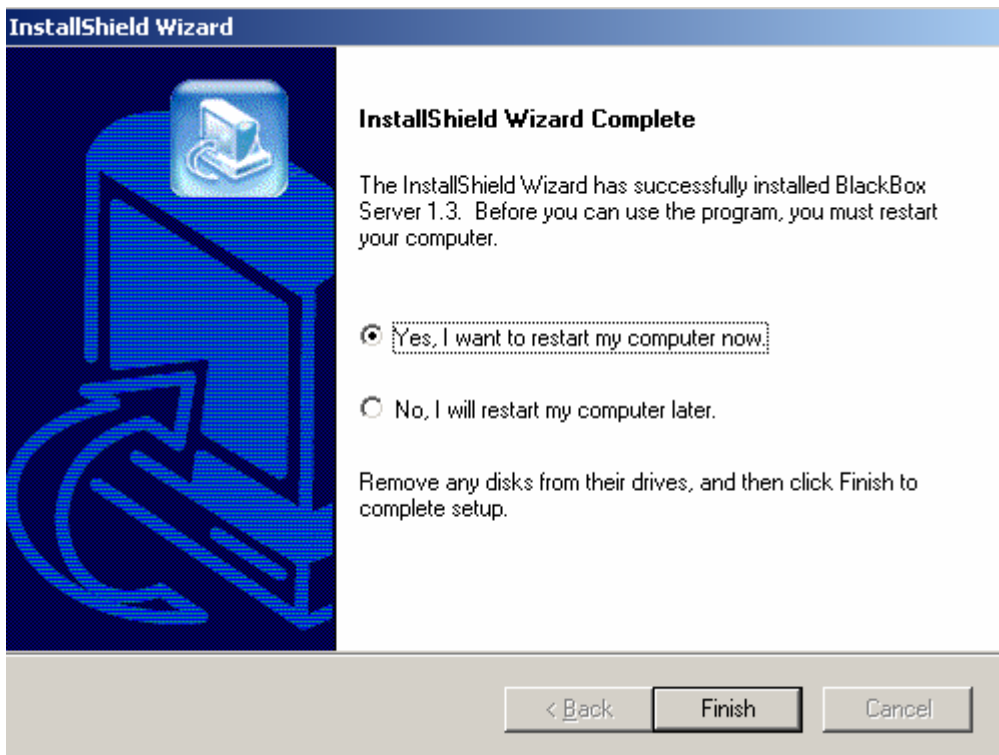 InstallShield Wizard
InstallShield Wizard Complete
The InstallShield Wizard has successfully installed BlackBox
Server 1.3.  Before you can use the program, you must restart
your computer.
Yes, I want to restart my computer now.
No, I will restart my computer later.
Remove any disks from their drives, and then click Finish to
complete setup.
< Back
Finish
Cancel